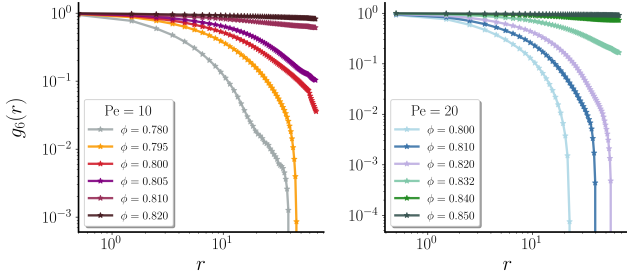 10⁰
10⁻¹
10⁻²
10⁻³
g₆(r)
Pe = 10
ϕ = 0.780
ϕ = 0.795
ϕ = 0.800
ϕ = 0.805
ϕ = 0.810
ϕ = 0.820
10⁰
10¹
r
10⁰
10⁻¹
10⁻²
10⁻³
10⁻⁴
Pe = 20
ϕ = 0.800
ϕ = 0.810
ϕ = 0.820
ϕ = 0.832
ϕ = 0.840
ϕ = 0.850
10⁰
10¹
r